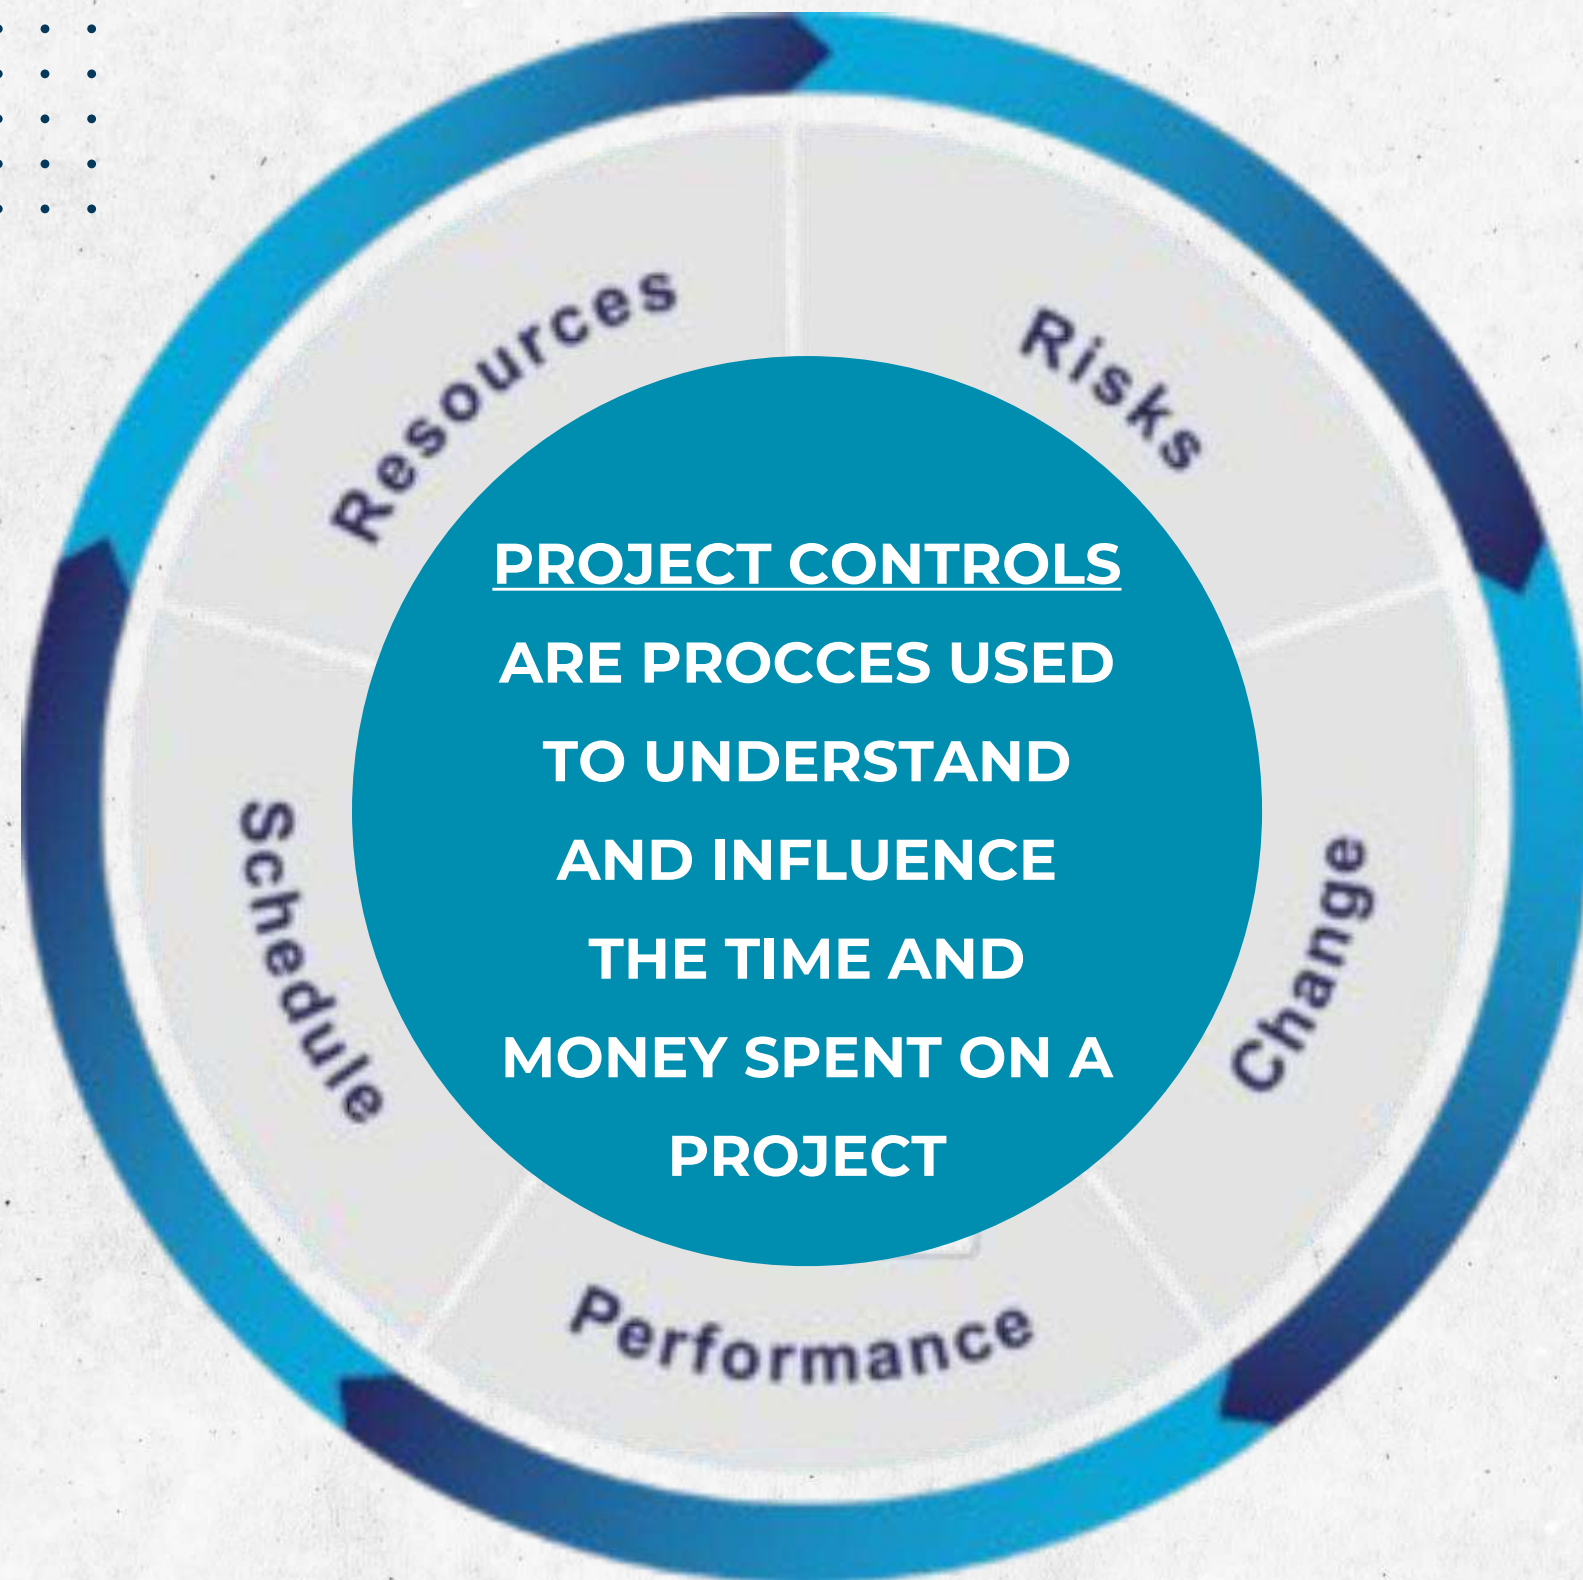 Resources
Risks
PROJECT CONTROLS
ARE PROCCES USED
TO UNDERSTAND
AND INFLUENCE
THE TIME AND
MONEY SPENT ON A
PROJECT
Schedule
Change
Performance